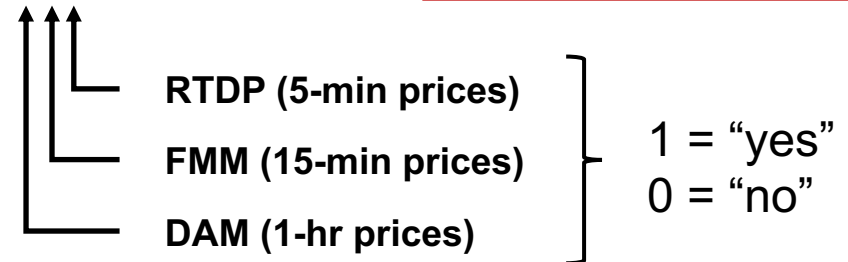 RTDP (5-min prices)
FMM (15-min prices)
DAM (1-hr prices)
1 = “yes”
0 = “no”